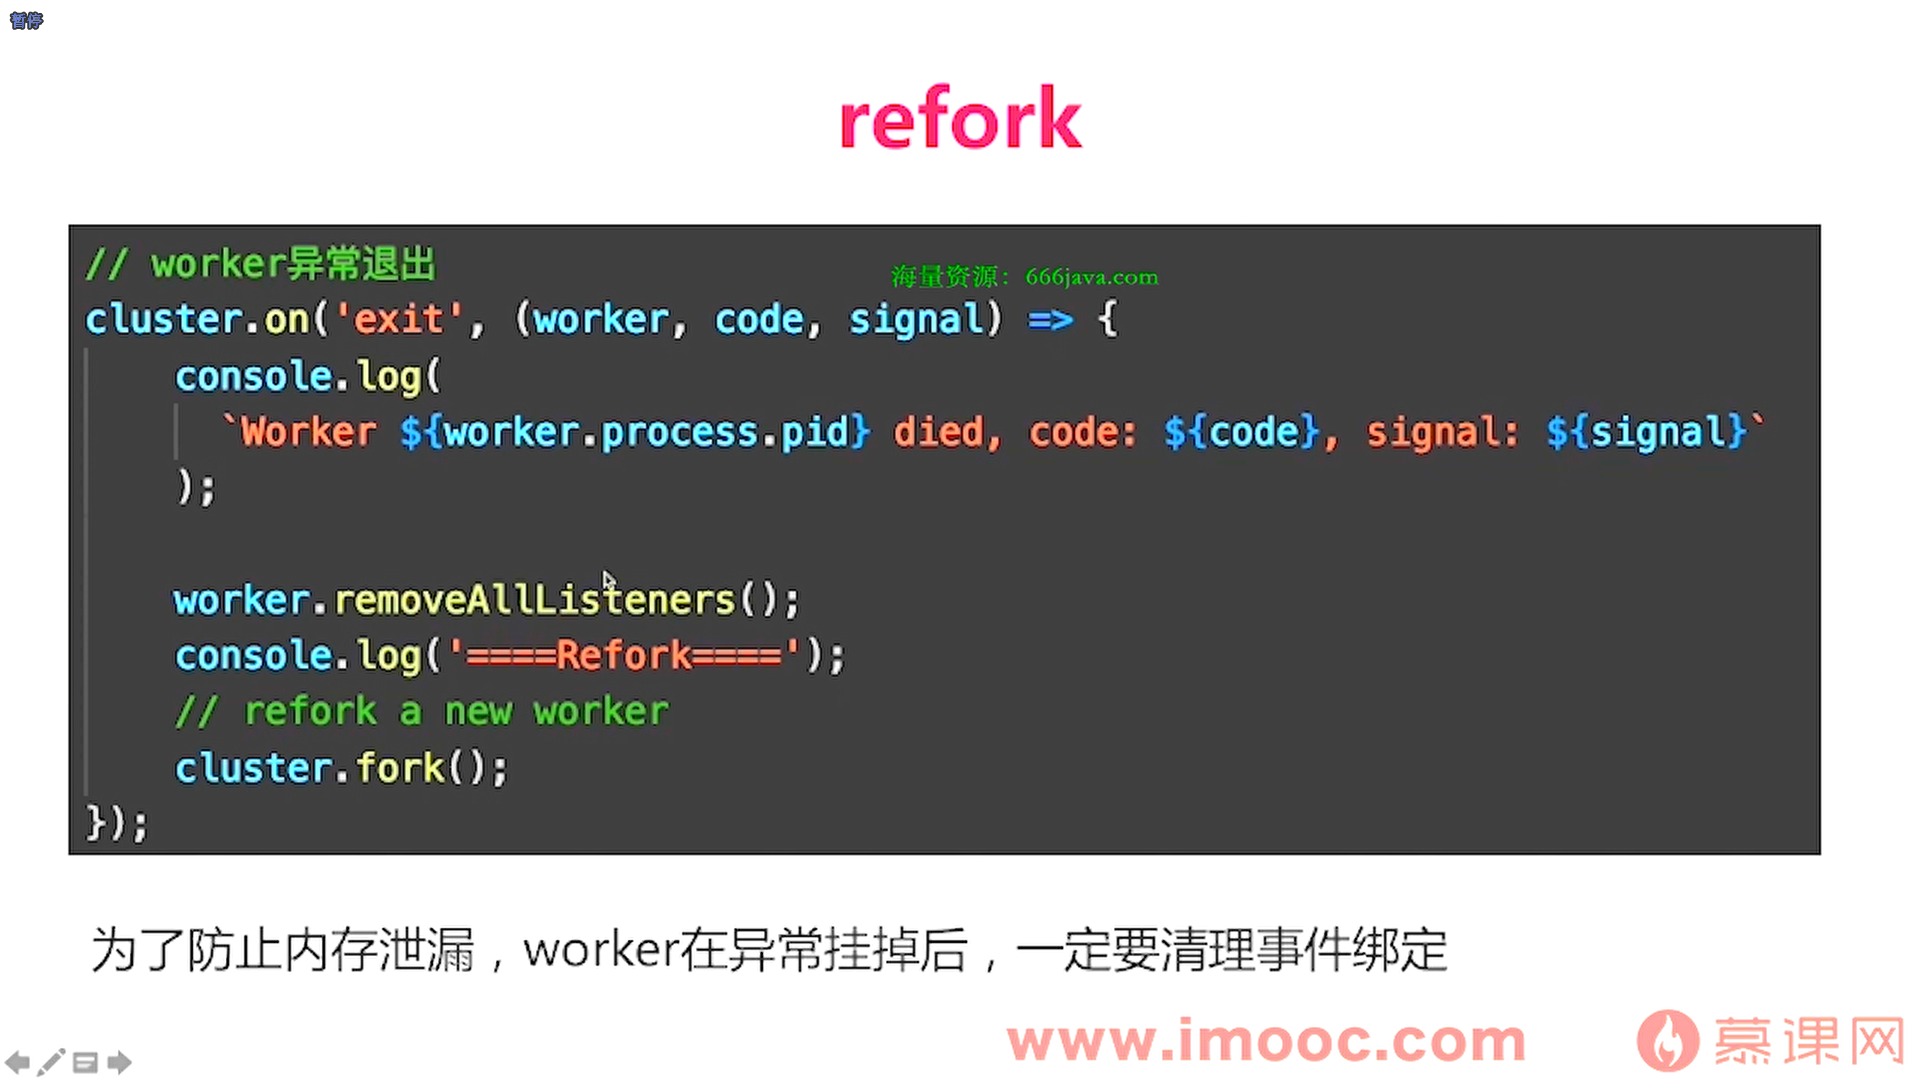 暂停
refork
// worker异常退出
海量资源：666java.com
cluster.on('exit', (worker, code, signal) => {
    console.log(
      `Worker ${worker.process.pid} died, code: ${code}, signal: ${signal}`
    );
    worker.removeAllListeners();
    console.log('====Refork====');
    // refork a new worker
    cluster.fork();
});
为了防止内存泄漏，worker在异常挂掉后，一定要清理事件绑定
www.imooc.com
慕课网